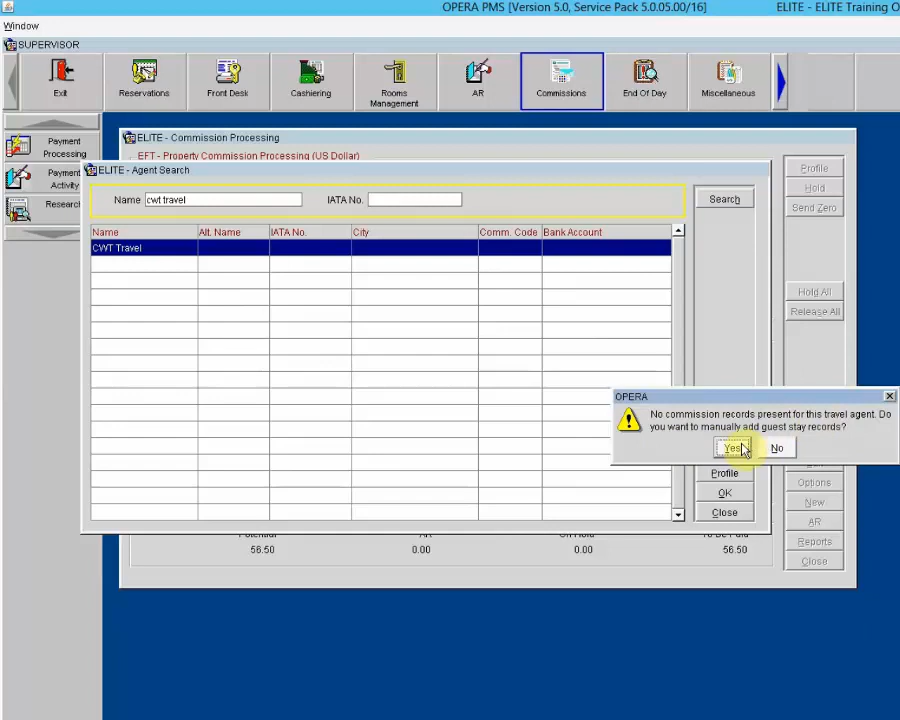 OPERA PMS [Version 5.0, Service Pack 5.0.05.00/16]
ELITE - ELITE Training O
Window
SUPERVISOR
Exit
Reservations
Front Desk
Cashiering
Rooms Management
AR
Commissions
End Of Day
Miscellaneous
Payment Processing
Payment Activity
Research
ELITE - Commission Processing
EFT - Property Commission Processing (US Dollar)
ELITE - Agent Search
Name cwt travel IATA No.
Search
Name Alt. Name IATA No. City Comm. Code Bank Account
CWT Travel
Profile
Hold
Send Zero
Hold All
Release All
OPERA
No commission records present for this travel agent. Do
you want to manually add guest stay records?
Yes No
Profile
OK
Close
Options
New
AR
Reports
Close
56.50 0.00 0.00 56.50